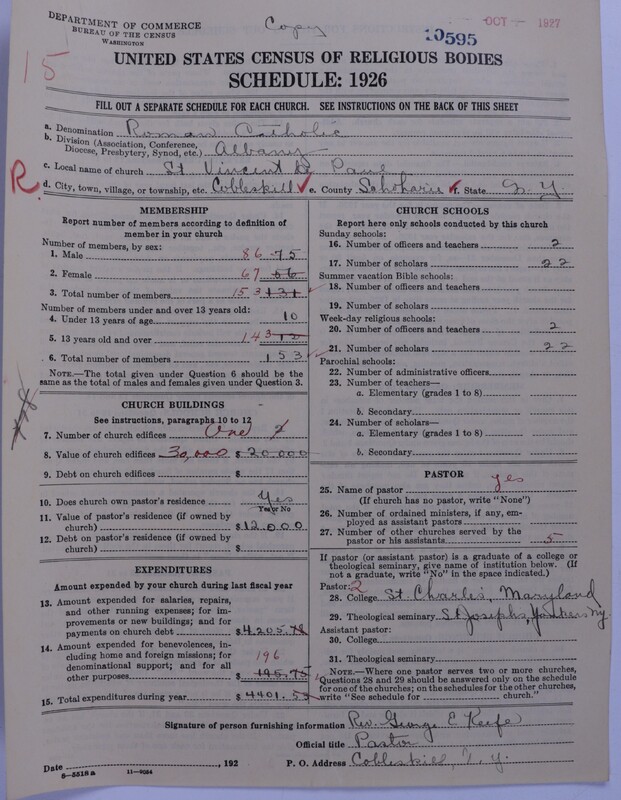 DEPARTMENT OF COMMERCE
BUREAU OF THE CENSUS
WASHINGTON
Copy
OCT 1927
10595
15
UNITED STATES CENSUS OF RELIGIOUS BODIES
SCHEDULE: 1926
FILL OUT A SEPARATE SCHEDULE FOR EACH CHURCH. SEE INSTRUCTIONS ON THE BACK OF THIS SHEET
a. Denomination Roman Catholic
b. Division (Association, Conference, Diocese, Presbytery, Synod, etc.) Albany
c. Local name of church St Vincent De Paul
R. d. City, town, village, or township, etc. Cobleskill e. County Schoharie f. State N. Y.
MEMBERSHIP
Report number of members according to definition of
member in your church
Number of members, by sex:
1. Male 86 75
2. Female 67 66
3. Total number of members 153 131
Number of members under and over 13 years old:
4. Under 13 years of age 10
5. 13 years old and over 143 12
6. Total number of members 153
NOTE.—The total given under Question 6 should be
the same as the total of males and females given under Question 3.
CHURCH BUILDINGS
See instructions, paragraphs 10 to 12
7. Number of church edifices One 2
8. Value of church edifices 30,000 $ 20,000
9. Debt on church edifices $
10. Does church own pastor's residence Yes
Yes or No
11. Value of pastor's residence (if owned by
church) $ 12,000
12. Debt on pastor's residence (if owned by
church) $
EXPENDITURES
Amount expended by your church during last fiscal year
13. Amount expended for salaries, repairs,
and other running expenses; for im-
provements or new buildings; and for
payments on church debt $ 4,205.78
14. Amount expended for benevolences,
including home and foreign missions; for
denominational support; and for all
other purposes 196 $ 195.75
15. Total expenditures during year $ 4401.53
CHURCH SCHOOLS
Report here only schools conducted by this church
Sunday schools:
16. Number of officers and teachers 2
17. Number of scholars 22
Summer vacation Bible schools:
18. Number of officers and teachers
19. Number of scholars
Week-day religious schools:
20. Number of officers and teachers 2
21. Number of scholars 22
Parochial schools:
22. Number of administrative officers
23. Number of teachers—
a. Elementary (grades 1 to 8)
b. Secondary
24. Number of scholars—
a. Elementary (grades 1 to 8)
b. Secondary
PASTOR
25. Name of pastor yes
(If church has no pastor, write "None")
26. Number of ordained ministers, if any, em-
ployed as assistant pastors
27. Number of other churches served by the
pastor or his assistants 5
If pastor (or assistant pastor) is a graduate of a college or
theological seminary, give name of institution below. (If
not a graduate, write "No" in the space indicated.)
Pastor: 2
28. College St. Charles, Maryland
29. Theological seminary St Josephs, Yonkers N.Y.
Assistant pastor:
30. College
31. Theological seminary
NOTE.—Where one pastor serves two or more churches,
Questions 28 and 29 should be answered only on the schedule
for one of the churches; on the schedules for the other churches,
write "See schedule for church."
Signature of person furnishing information Rev. George E. Keefe
Official title Pastor
Date , 192 P. O. Address Cobleskill, N. Y.
8—5518 a 11—9034